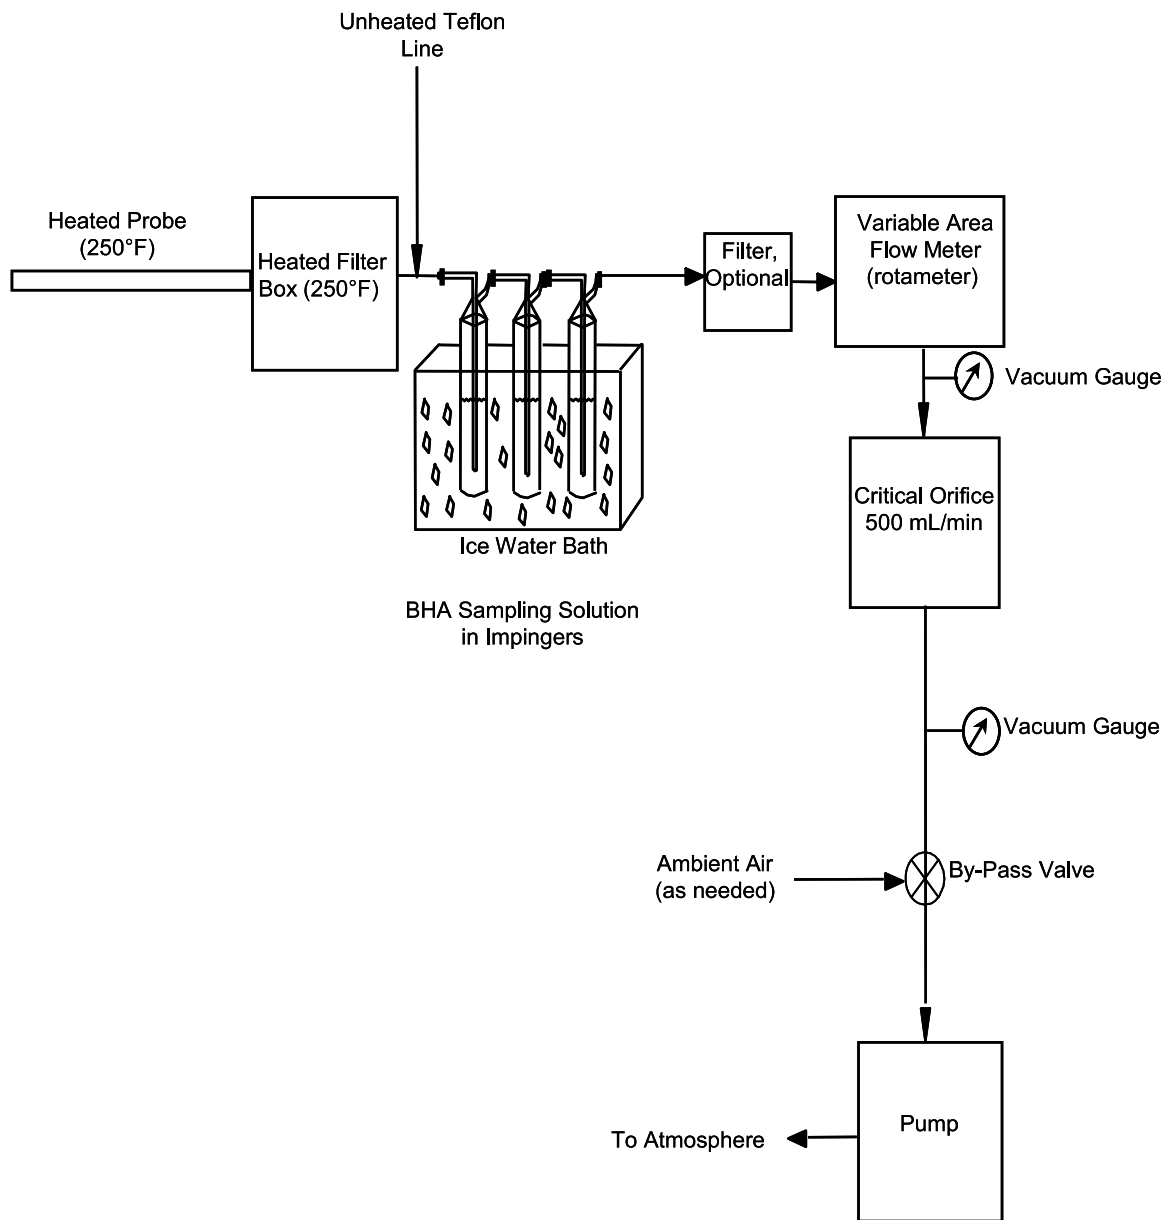 Unheated Teflon
Line
Heated Probe
(250°F)
Heated Filter
Box (250°F)
Filter,
Optional
Variable Area
Flow Meter
(rotameter)
Vacuum Gauge
Critical Orifice
500 mL/min
Ice Water Bath
BHA Sampling Solution
in Impingers
Vacuum Gauge
Ambient Air
(as needed)
By-Pass Valve
Pump
To Atmosphere